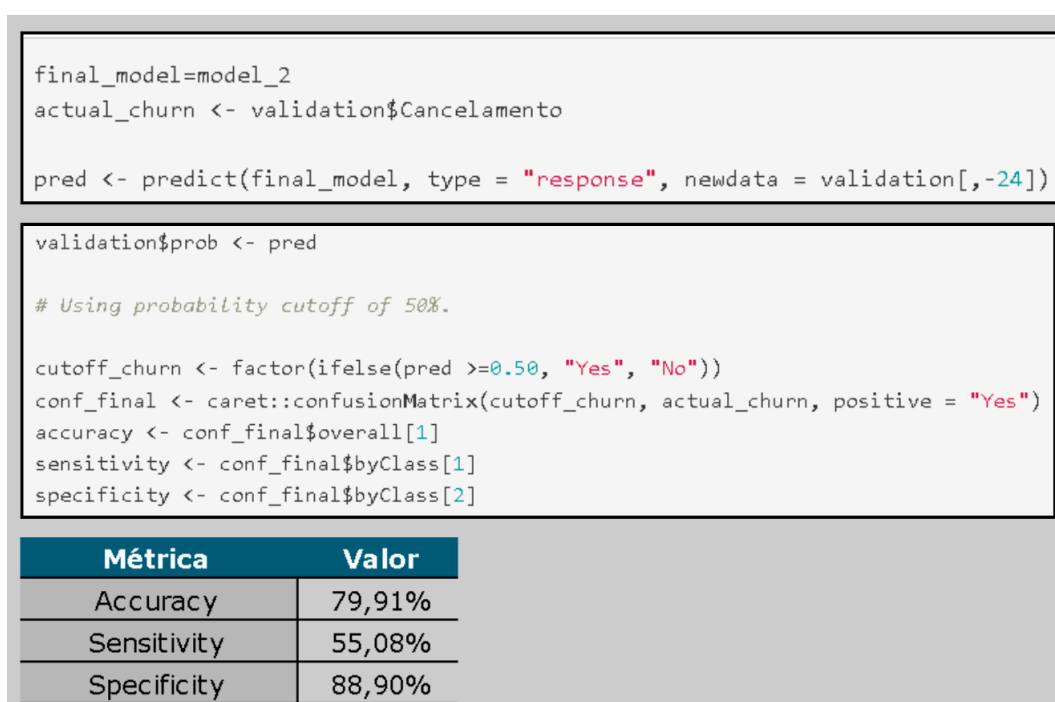 final_model=model_2
actual_churn <- validation$Cancelamento
pred <- predict(final_model, type = "response", newdata = validation[,-24])
validation$prob <- pred
# Using probability cutoff of 50%.
cutoff_churn <- factor(ifelse(pred >=0.50, "Yes", "No"))
conf_final <- caret::confusionMatrix(cutoff_churn, actual_churn, positive = "Yes")
accuracy <- conf_final$overall[1]
sensitivity <- conf_final$byClass[1]
specificity <- conf_final$byClass[2]
Métrica Valor
Accuracy 79,91%
Sensitivity 55,08%
Specificity 88,90%